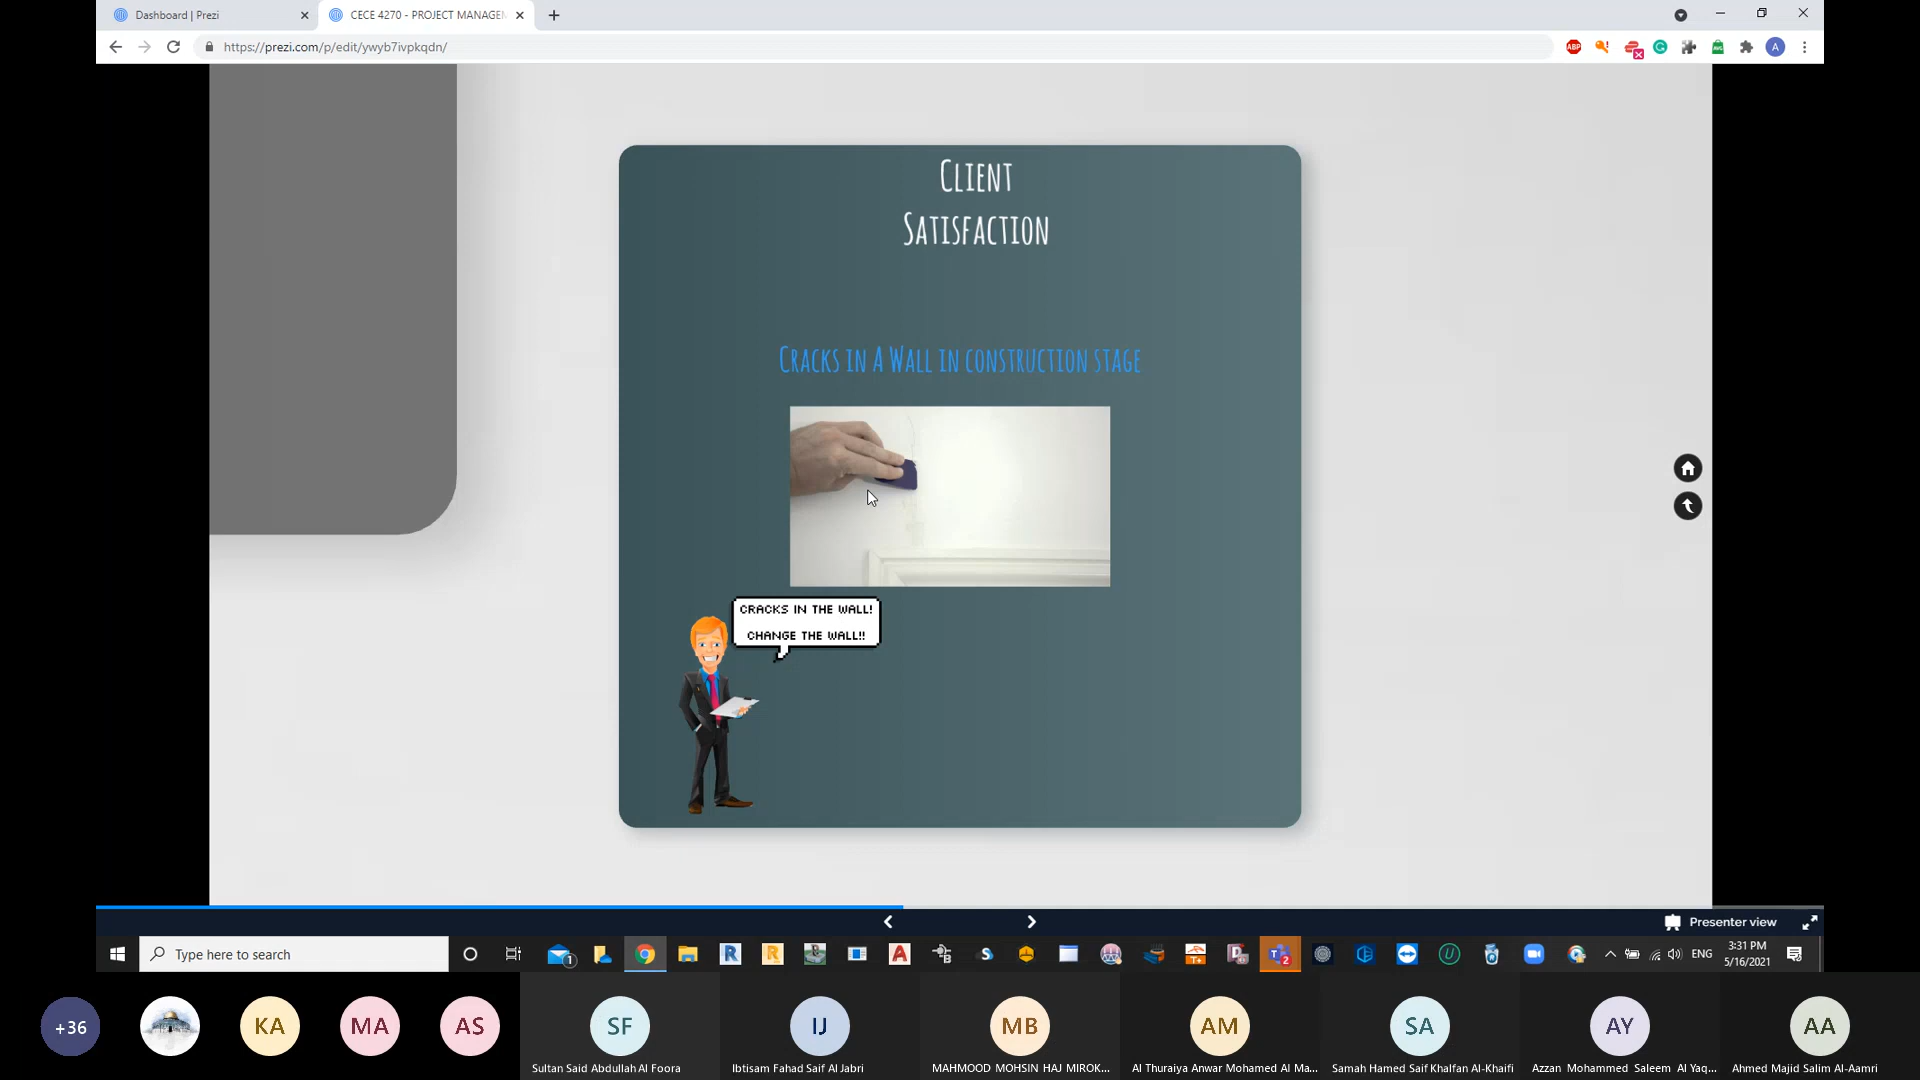 Dashboard | Prezi
CECE 4270 - PROJECT MANAGEM
https://prezi.com/p/edit/ywyb7ivpkqdn/
ABP
A
Client
Satisfaction
Cracks in A Wall in construction stage
CRACKS IN THE WALL!
CHANGE THE WALL!!
Presenter view
Type here to search
1
R
R
A
T+
2
ENG
3:31 PM
5/16/2021
+36
KA
MA
AS
SF
IJ
MB
AM
SA
AY
AA
Sultan Said Abdullah Al Foora
Ibtisam Fahad Saif Al Jabri
MAHMOOD MOHSIN HAJ MIROK...
Al Thuraiya Anwar Mohamed Al Ma...
Samah Hamed Saif Khalfan Al-Khaifi
Azzan Mohammed Saleem Al Yaq...
Ahmed Majid Salim Al-Aamri